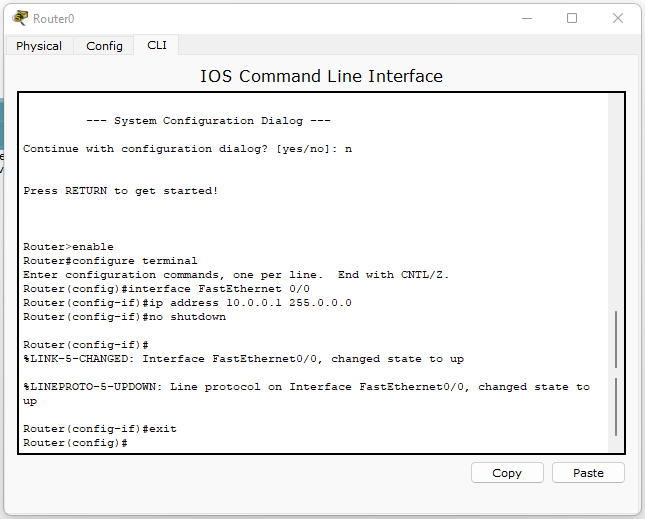 Router0
Physical Config CLI
IOS Command Line Interface
--- System Configuration Dialog ---
Continue with configuration dialog? [yes/no]: n
Press RETURN to get started!
Router>enable
Router#configure terminal
Enter configuration commands, one per line.  End with CNTL/Z.
Router(config)#interface FastEthernet 0/0
Router(config-if)#ip address 10.0.0.1 255.0.0.0
Router(config-if)#no shutdown
Router(config-if)#
%LINK-5-CHANGED: Interface FastEthernet0/0, changed state to up
%LINEPROTO-5-UPDOWN: Line protocol on Interface FastEthernet0/0, changed state to
up
Router(config-if)#exit
Router(config)#
Copy Paste